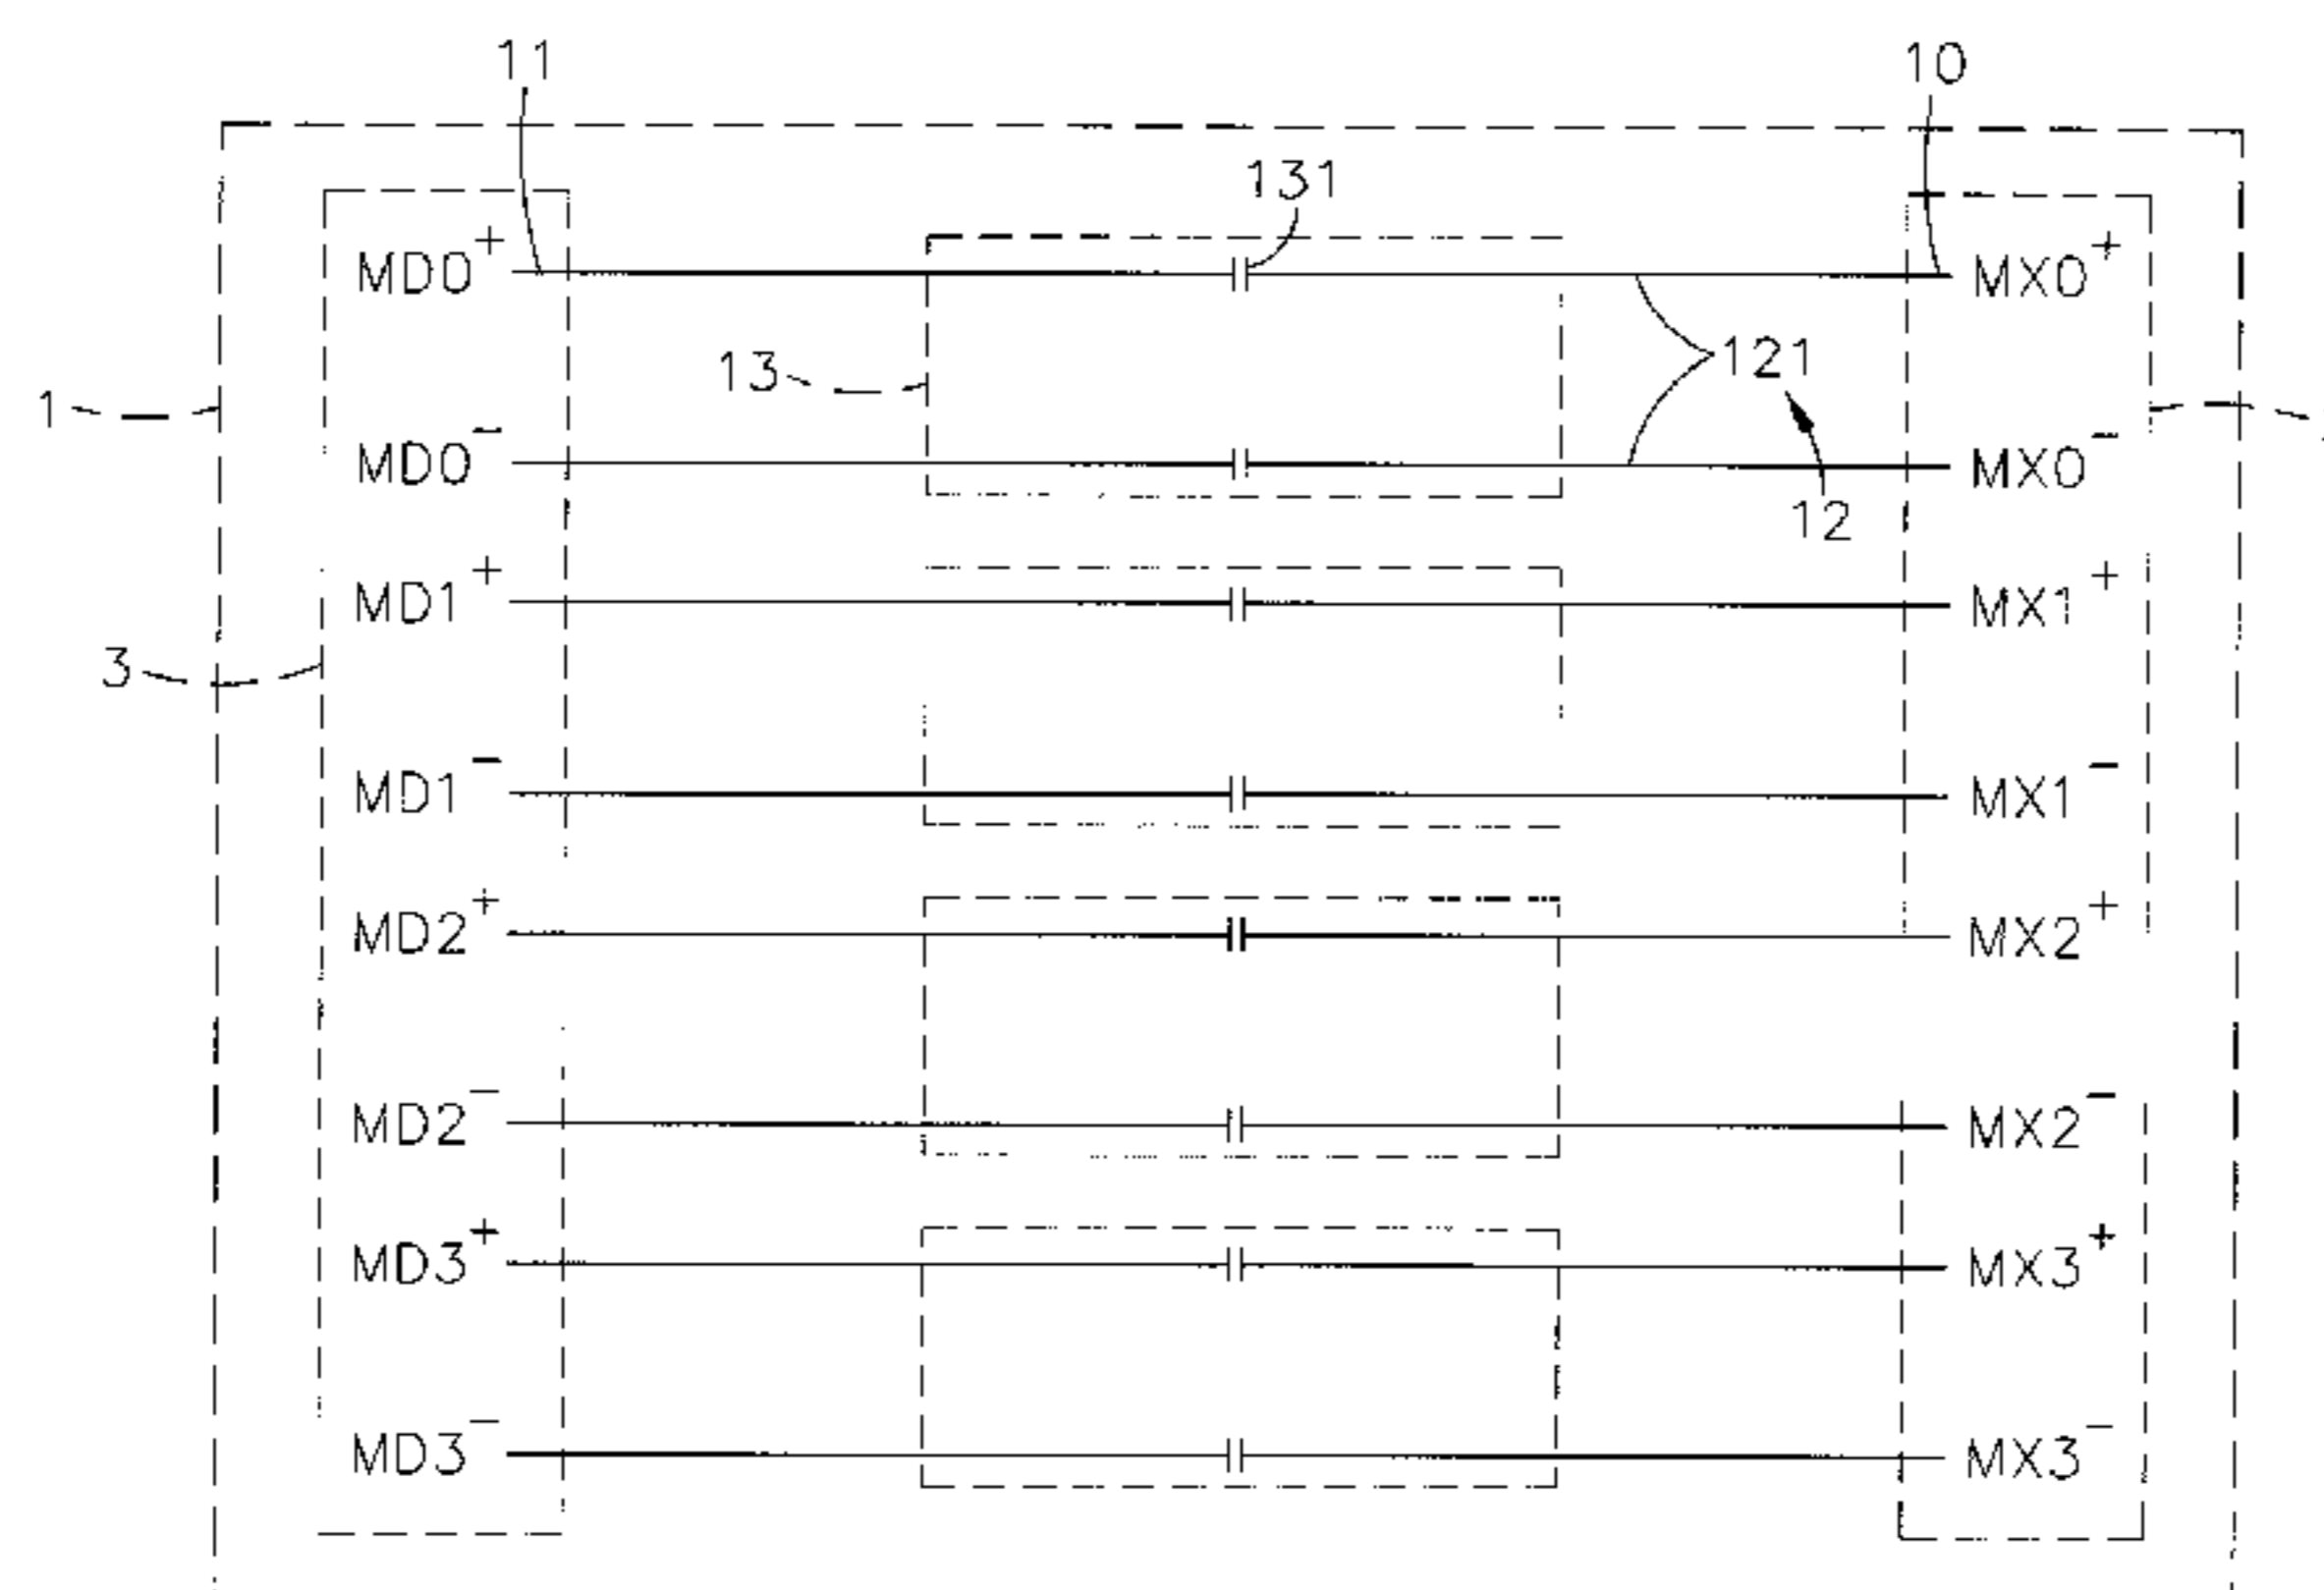 11 10
131
MD0+ MX0+
13 121
1
MD0- MX0-
12
MD1+ MX1+
3
MD1- MX1-
MD2+ MX2+
MD2- MX2-
MD3+ MX3+
MD3- MX3-